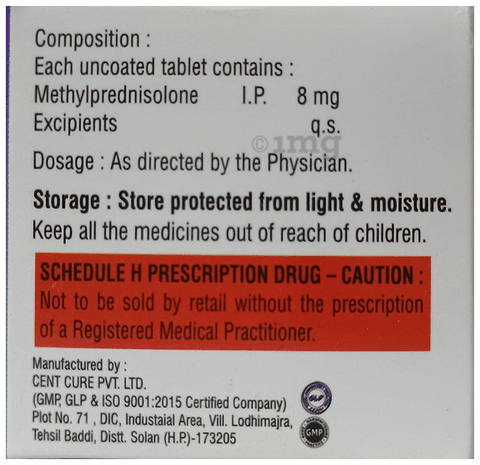 Composition :
Each uncoated tablet contains :
Methylprednisolone I.P. 8 mg
Excipients q.s.
©1mg
Dosage : As directed by the Physician.
Storage : Store protected from light & moisture.
Keep all the medicines out of reach of children.
SCHEDULE H PRESCRIPTION DRUG – CAUTION :
Not to be sold by retail without the prescription
of a Registered Medical Practitioner.
Manufactured by :
CENT CURE PVT. LTD.
(GMP, GLP & ISO 9001:2015 Certified Company)
Plot No. 71 , DIC, Industaial Area, Vill. Lodhimajra,
Tehsil Baddi, Distt. Solan (H.P.)-173205
GLP
GMP